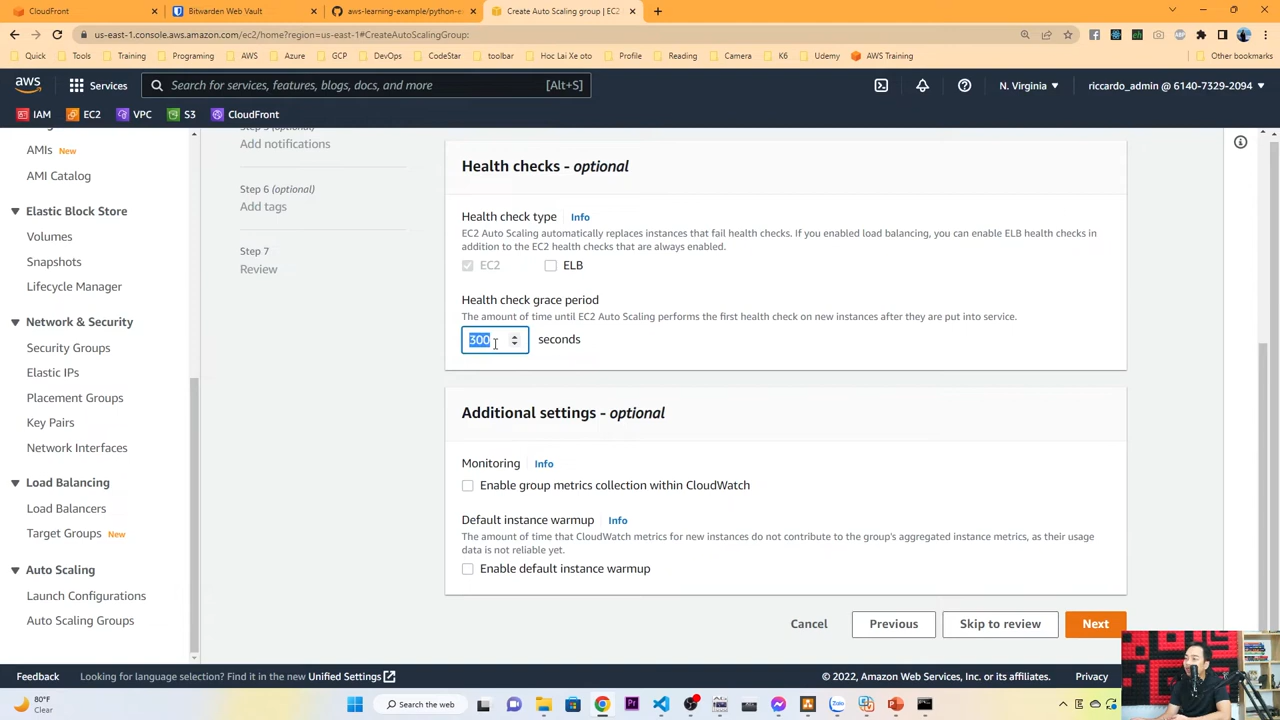 CloudFront
Bitwarden Web Vault
aws-learning-example/python-e
Create Auto Scaling group | EC2
us-east-1.console.aws.amazon.com/ec2/home?region=us-east-1#CreateAutoScalingGroup:
Quick
Tools
Training
Programing
AWS
Azure
GCP
DevOps
CodeStar
toolbar
Hoc Lai Xe oto
Profile
Reading
Camera
K6
Udemy
AWS Training
Other bookmarks
aws
Services
Search for services, features, blogs, docs, and more
[Alt+S]
N. Virginia
riccardo_admin @ 6140-7329-2094
IAM
EC2
VPC
S3
CloudFront
AMIs New
AMI Catalog
Elastic Block Store
Volumes
Snapshots
Lifecycle Manager
Network & Security
Security Groups
Elastic IPs
Placement Groups
Key Pairs
Network Interfaces
Load Balancing
Load Balancers
Target Groups New
Auto Scaling
Launch Configurations
Auto Scaling Groups
Step 5 (optional)
Add notifications
Step 6 (optional)
Add tags
Step 7
Review
Health checks - optional
Health check type Info
EC2 Auto Scaling automatically replaces instances that fail health checks. If you enabled load balancing, you can enable ELB health checks in
addition to the EC2 health checks that are always enabled.
EC2
ELB
Health check grace period
The amount of time until EC2 Auto Scaling performs the first health check on new instances after they are put into service.
300
seconds
Additional settings - optional
Monitoring Info
Enable group metrics collection within CloudWatch
Default instance warmup Info
The amount of time that CloudWatch metrics for new instances do not contribute to the group's aggregated instance metrics, as their usage
data is not reliable yet.
Enable default instance warmup
Cancel
Previous
Skip to review
Next
Feedback
Looking for language selection? Find it in the new Unified Settings
© 2022, Amazon Web Services, Inc. or its affiliates.
Privacy
80°F
Clear
Search the web